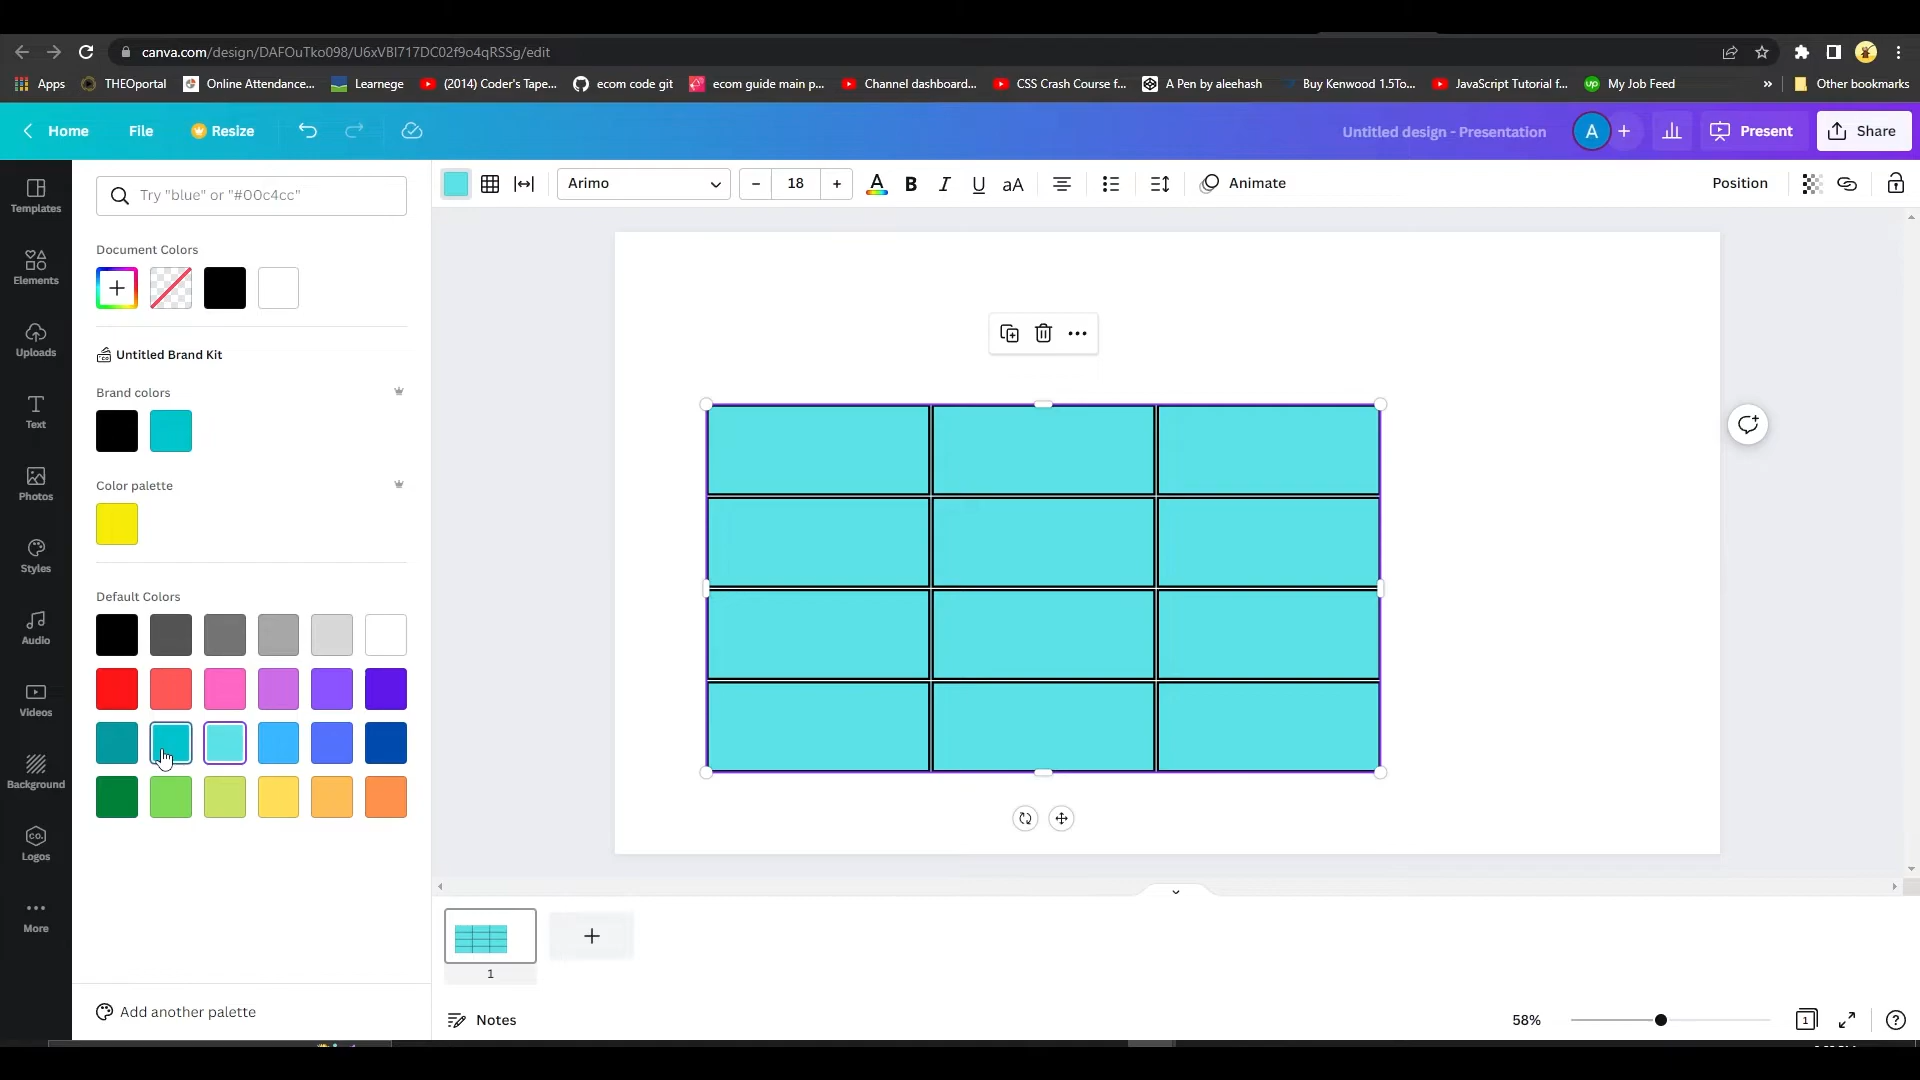 canva.com/design/DAFOuTko098/U6xVBI717DC02f9o4qRSSg/edit
Apps THEOportal Online Attendance... Learnege (2014) Coder's Tape... ecom code git ecom guide main p... Channel dashboard... CSS Crash Course f... A Pen by aleehash Buy Kenwood 1.5To... JavaScript Tutorial f... My Job Feed » Other bookmarks
Home File Resize Untitled design - Presentation A + Present Share
Arimo - 18 + A B I U aA Animate Position
Templates
Elements
Uploads
Text
Photos
Styles
Audio
Videos
Background
CO.
Logos
More
Try "blue" or "#00c4cc"
Document Colors
Untitled Brand Kit
Brand colors
Color palette
Default Colors
Add another palette
1
Notes
58%
1
?